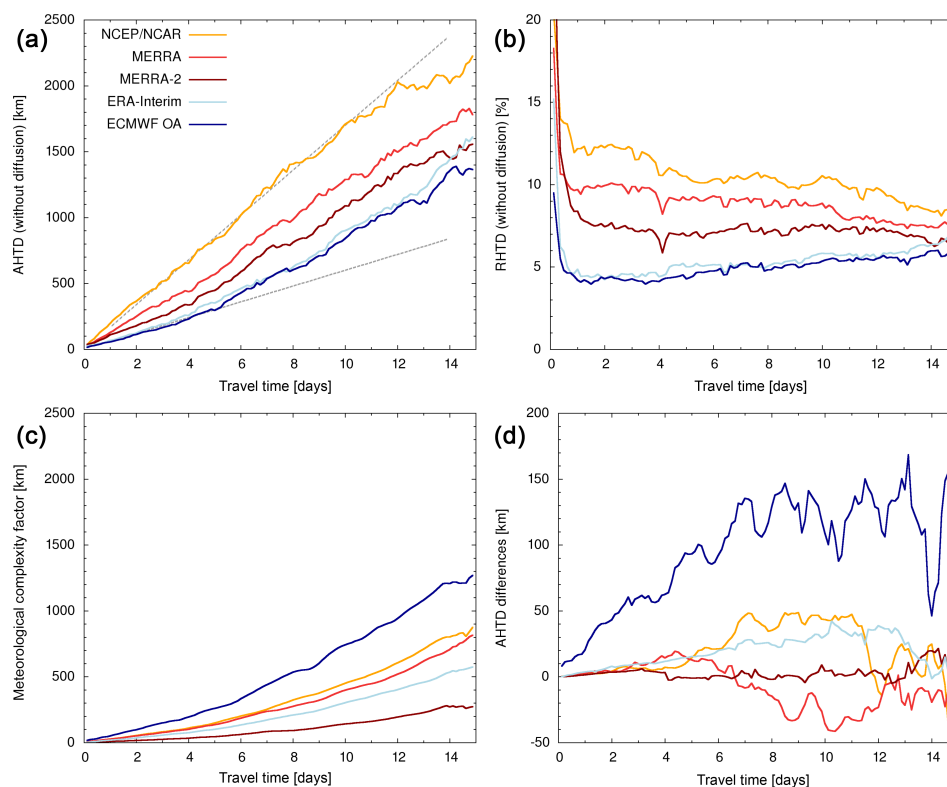 (a)
AHTD (without diffusion) [km]
2500
2000
1500
1000
500
0
NCEP/NCAR
MERRA
MERRA-2
ERA-Interim
ECMWF OA
0 2 4 6 8 10 12 14
Travel time [days]
(b)
RHTD (without diffusion) [%]
20
15
10
5
0
0 2 4 6 8 10 12 14
Travel time [days]
(c)
Meteorological complexity factor [km]
2500
2000
1500
1000
500
0
0 2 4 6 8 10 12 14
Travel time [days]
(d)
AHTD differences [km]
200
150
100
50
0
-50
0 2 4 6 8 10 12 14
Travel time [days]